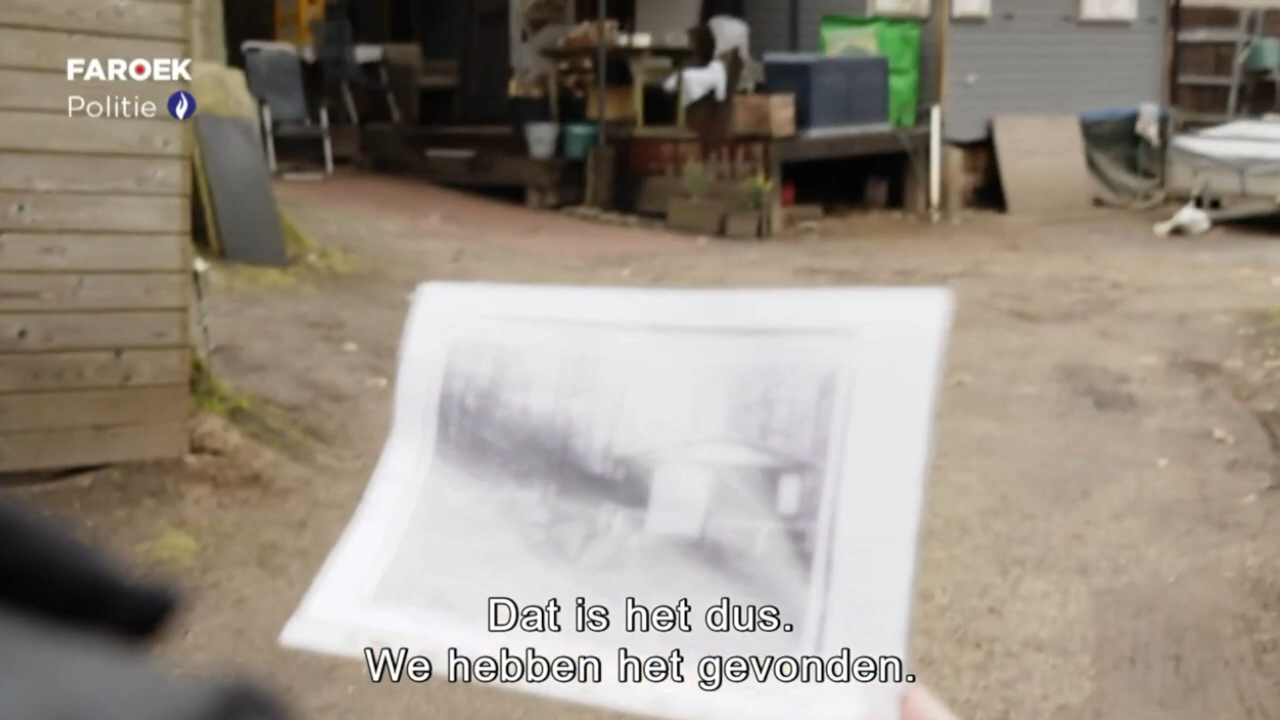 FAROEK
Politie
Dat is het dus.
We hebben het gevonden.